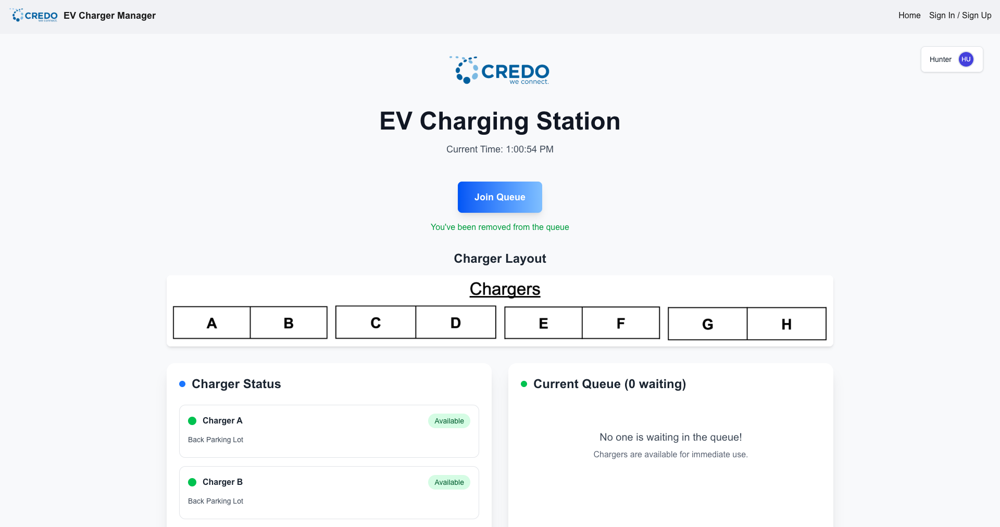 CREDO
we connect.
EV Charger Manager
Home
Sign In / Sign Up
Hunter
HU
CREDO
we connect.
EV Charging Station
Current Time: 1:00:54 PM
Join Queue
You've been removed from the queue
Charger Layout
Chargers
A
B
C
D
E
F
G
H
Charger Status
Charger A
Available
Back Parking Lot
Charger B
Available
Back Parking Lot
Current Queue (0 waiting)
No one is waiting in the queue!
Chargers are available for immediate use.